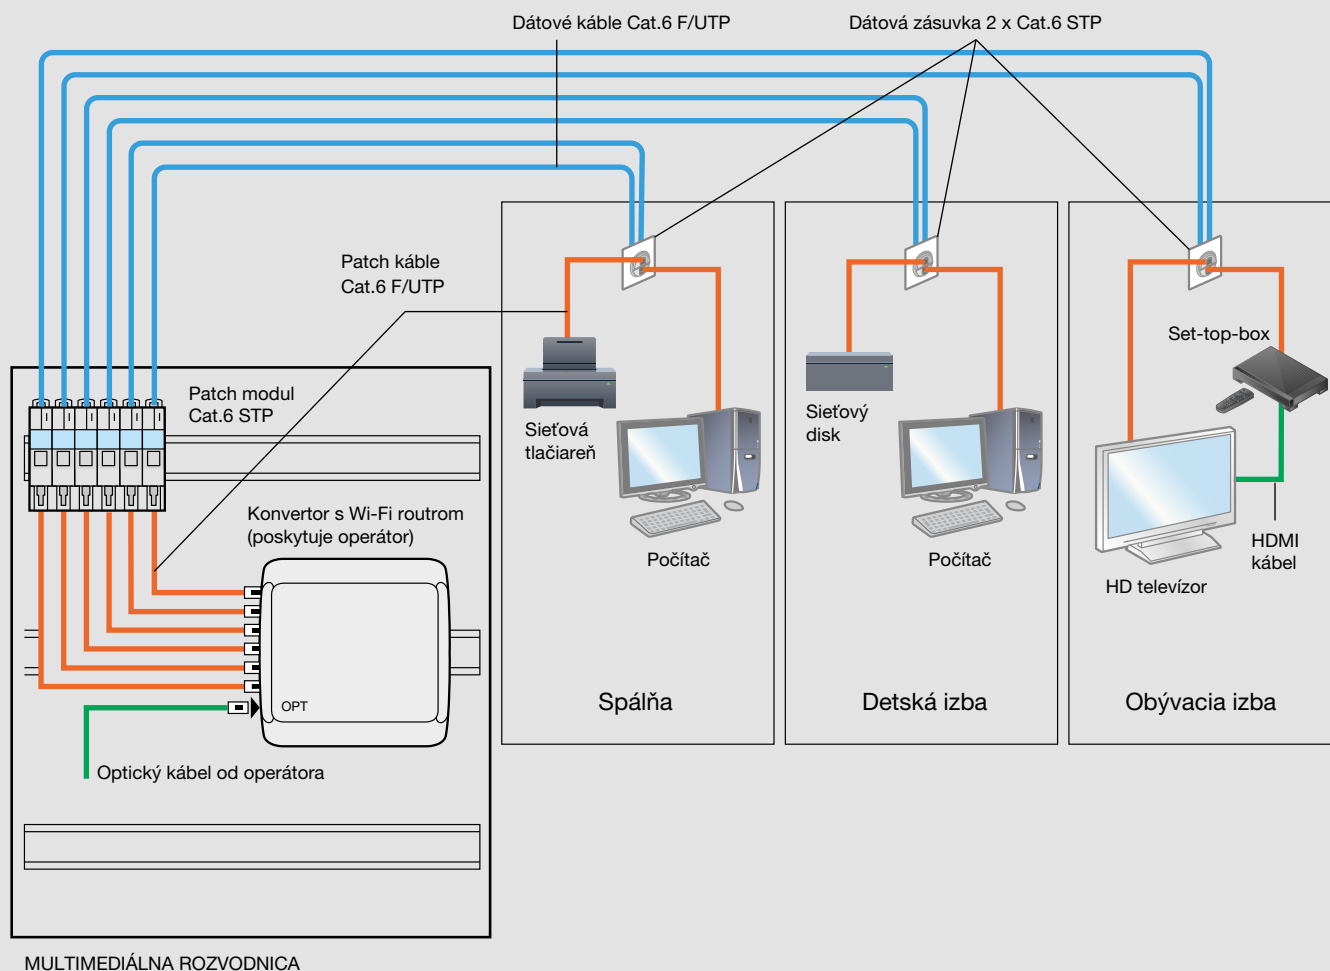 Dátové káble Cat.6 F/UTP
Dátová zásuvka 2 x Cat.6 STP
Patch káble
Cat.6 F/UTP
Set-top-box
Patch modul
Cat.6 STP
Sieťová
tlačiareň
Sieťový
disk
Konvertor s Wi-Fi routrom
(poskytuje operátor)
Počítač
Počítač
HDMI
kábel
HD televízor
Spálňa
Detská izba
Obývacia izba
OPT
Optický kábel od operátora
MULTIMEDIÁLNA ROZVODNICA